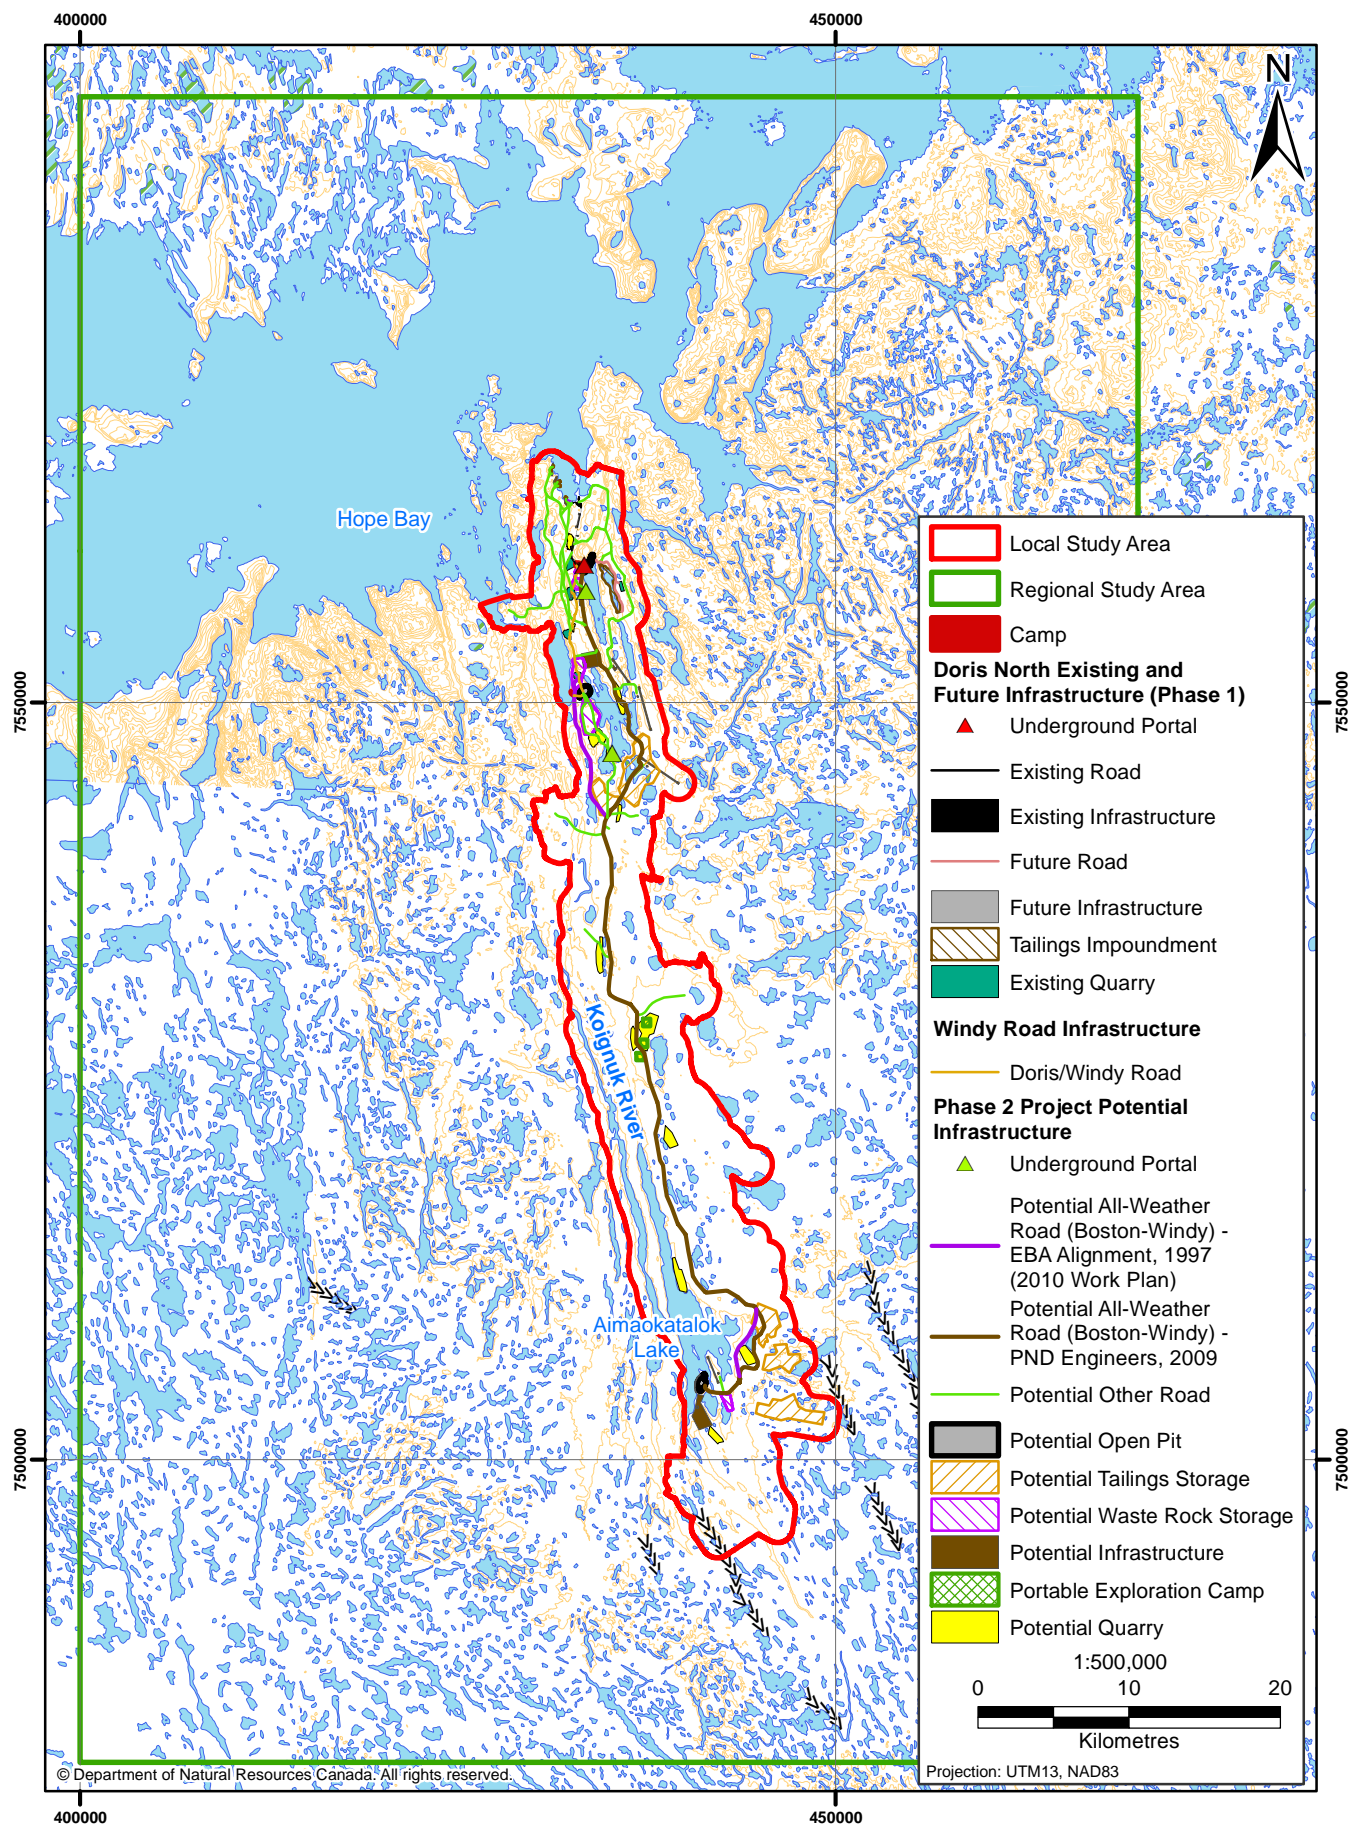 400000
450000
N
Hope Bay
7550000
7550000
Koignuk River
Aimaokatalok
Lake
7500000
7500000
Local Study Area
Regional Study Area
Camp
Doris North Existing and
Future Infrastructure (Phase 1)
Underground Portal
Existing Road
Existing Infrastructure
Future Road
Future Infrastructure
Tailings Impoundment
Existing Quarry
Windy Road Infrastructure
Doris/Windy Road
Phase 2 Project Potential
Infrastructure
Underground Portal
Potential All-Weather
Road (Boston-Windy) -
EBA Alignment, 1997
(2010 Work Plan)
Potential All-Weather
Road (Boston-Windy) -
PND Engineers, 2009
Potential Other Road
Potential Open Pit
Potential Tailings Storage
Potential Waste Rock Storage
Potential Infrastructure
Portable Exploration Camp
Potential Quarry
1:500,000
0 10 20
Kilometres
Projection: UTM13, NAD83
© Department of Natural Resources Canada. All rights reserved.
400000
450000